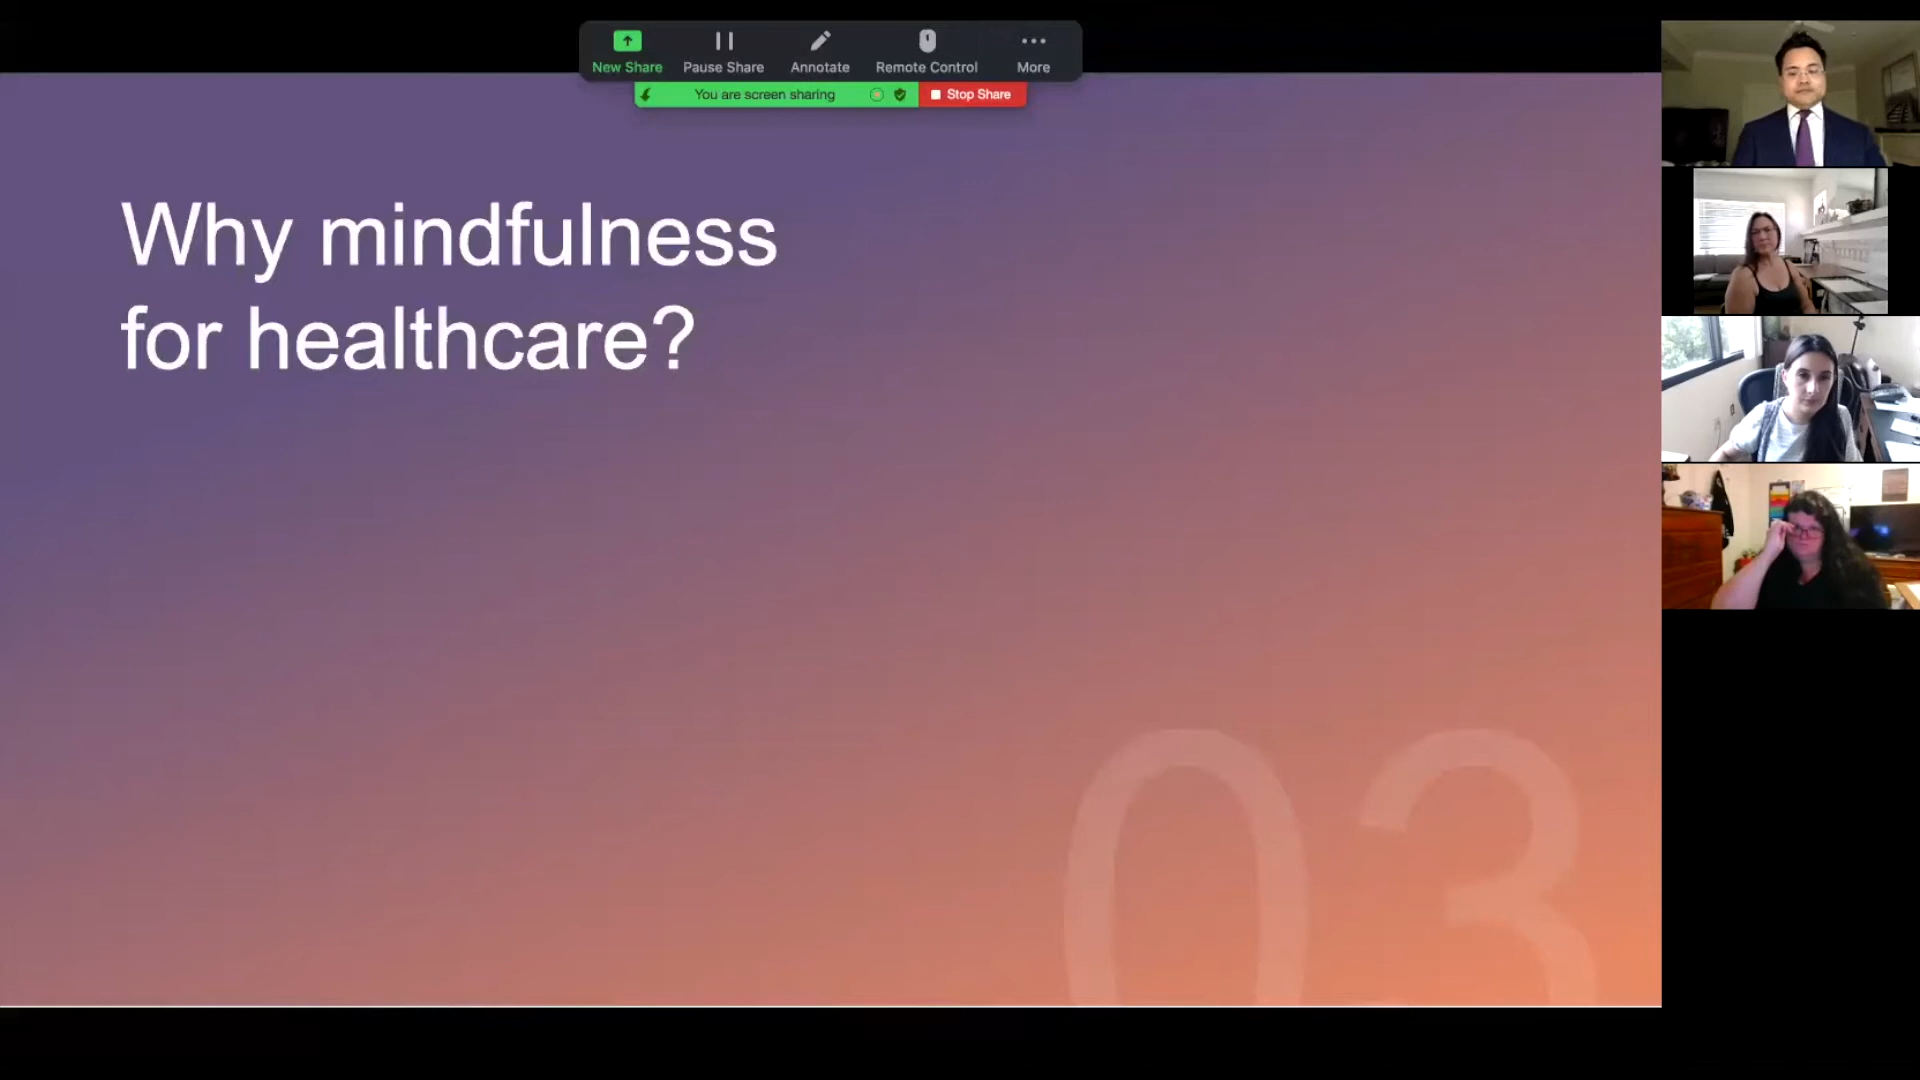 New Share
Pause Share
Annotate
Remote Control
More
You are screen sharing
Stop Share
Why mindfulness
for healthcare?
03